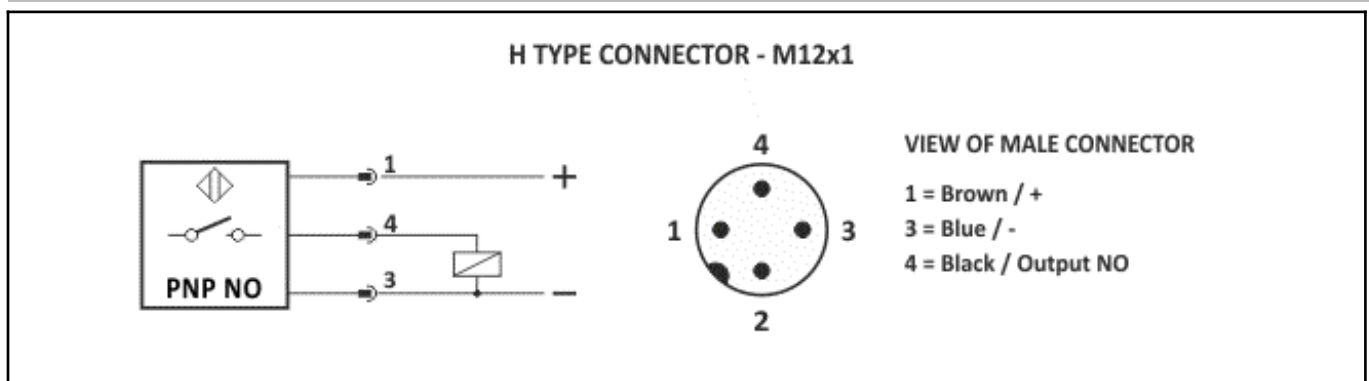 H TYPE CONNECTOR - M12x1
1
+
4
PNP NO
3
−
4
1
3
2
VIEW OF MALE CONNECTOR
1 = Brown / +
3 = Blue / -
4 = Black / Output NO